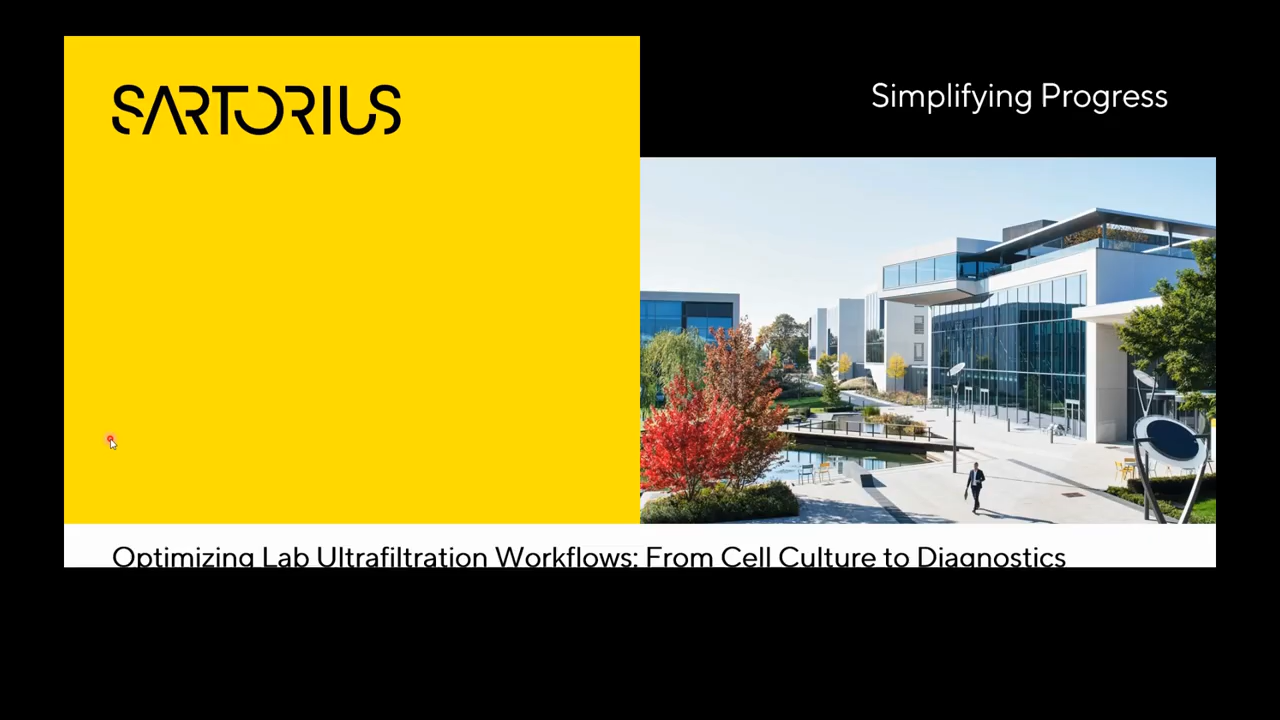 SARTORIUS
Simplifying Progress
Optimizing Lab Ultrafiltration Workflows: From Cell Culture to Diagnostics